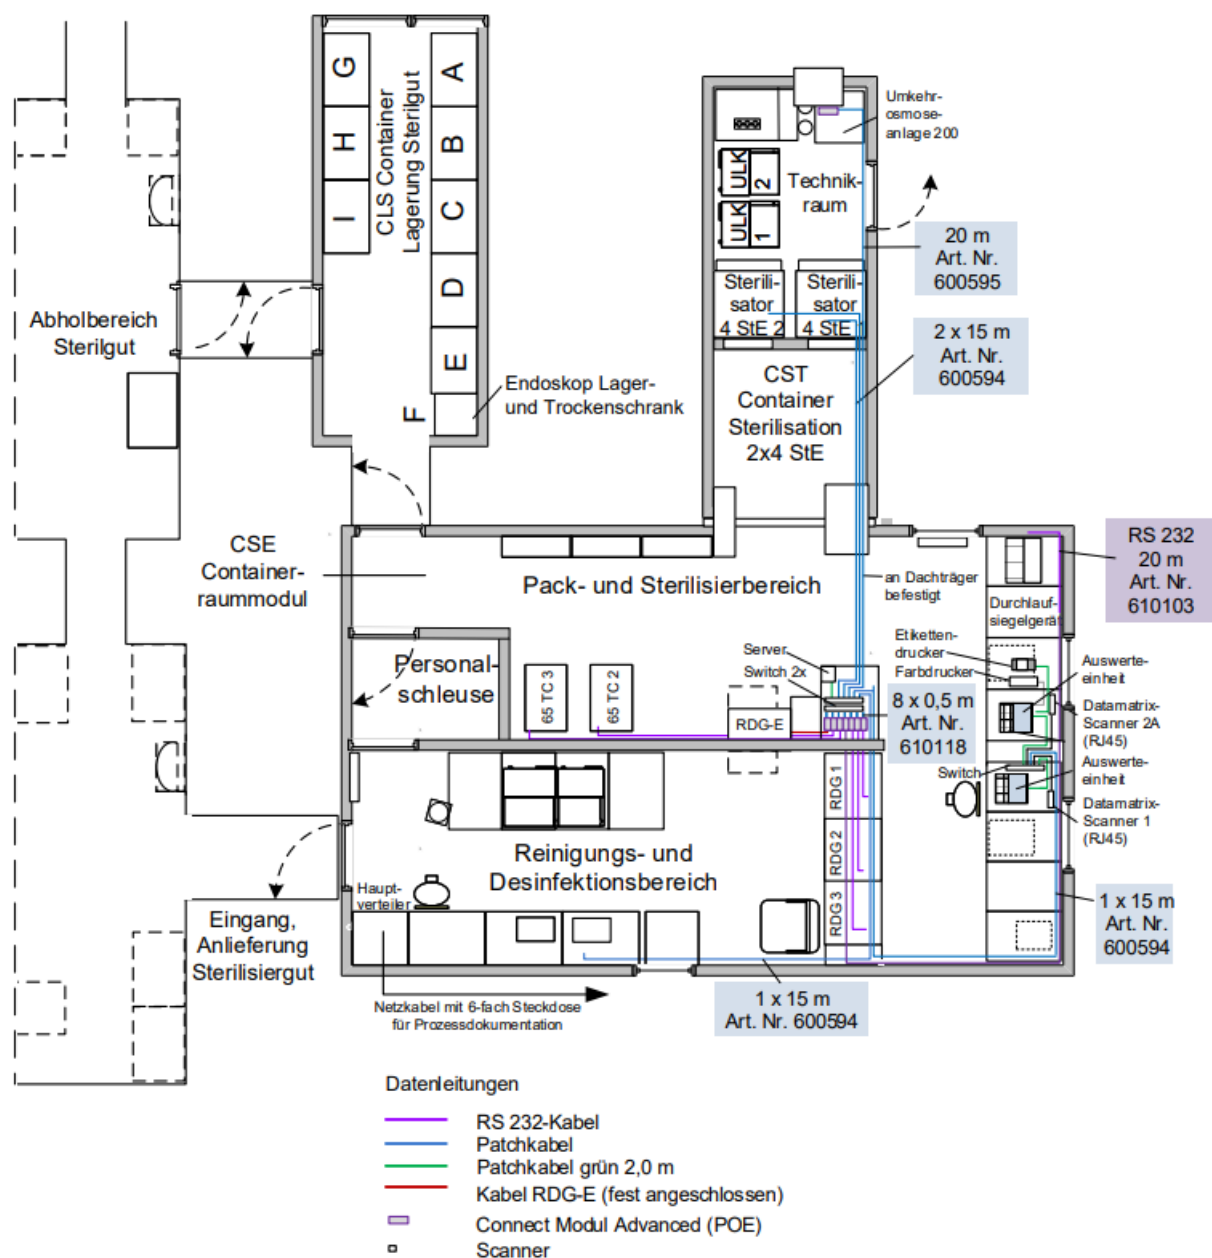 G
H
I
CLS Container
Lagerung Sterilgut
A
B
C
D
E
F
Umkehr-
osmose-
anlage 200
ULK
2
ULK
1
Technik-
raum
20 m
Art. Nr.
600595
Sterili-
sator
4 StE 2
Sterili-
sator
4 StE 1
2 x 15 m
Art. Nr.
600594
Abholbereich
Sterilgut
Endoskop Lager-
und Trockenschrank
CST
Container
Sterilisation
2x4 StE
CSE
Container-
raummodul
Pack- und Sterilisierbereich
an Dachträger
befestigt
RS 232
20 m
Art. Nr.
610103
Durchlauf-
siegelgerät
Etiketten-
drucker
Farbdrucker
Auswerte-
einheit
Personal-
schleuse
65 TC 3
65 TC 2
Server
Switch 2x
RDG-E
8 x 0,5 m
Art. Nr.
610118
Datamatrix-
Scanner 2A
(RJ45)
Switch
Auswerte-
einheit
Datamatrix-
Scanner 1
(RJ45)
RDG 1
RDG 2
RDG 3
Reinigungs- und
Desinfektionsbereich
Haupt-
verteiler
Eingang,
Anlieferung
Sterilisiergut
1 x 15 m
Art. Nr.
600594
Netzkabel mit 6-fach Steckdose
für Prozessdokumentation
1 x 15 m
Art. Nr. 600594
Datenleitungen
RS 232-Kabel
Patchkabel
Patchkabel grün 2,0 m
Kabel RDG-E (fest angeschlossen)
Connect Modul Advanced (POE)
Scanner